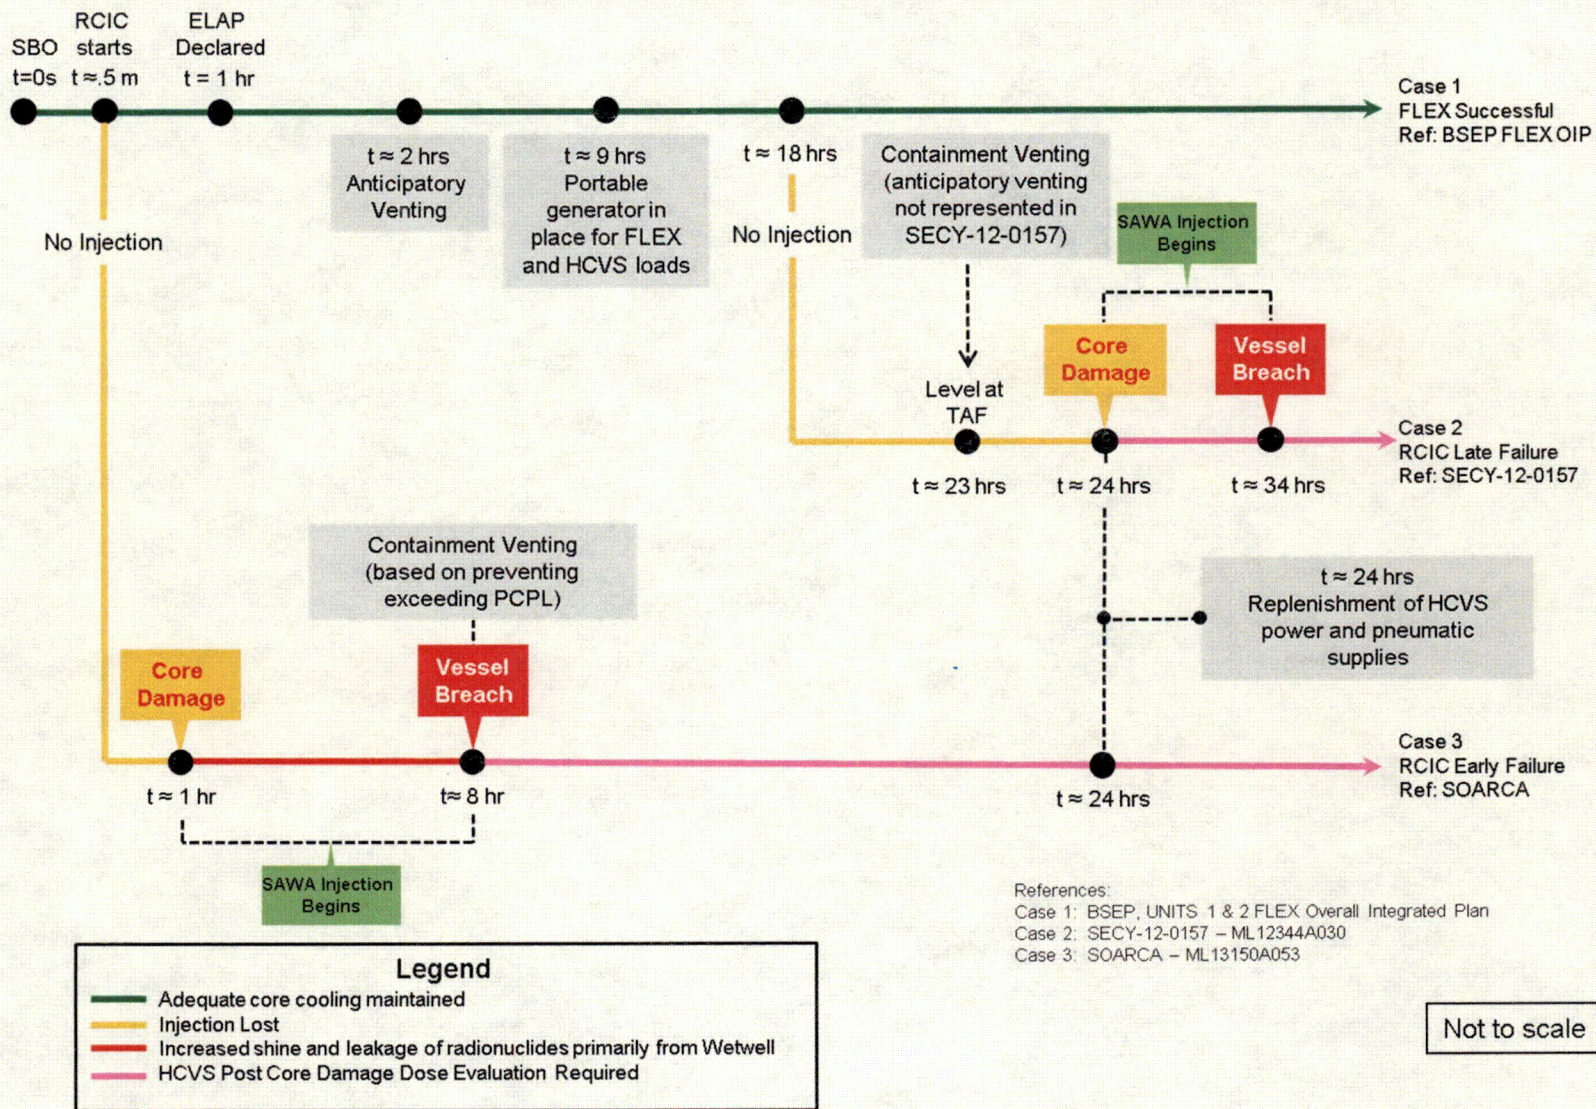 SBO
t=0s
RCIC
starts
t≈.5 m
ELAP
Declared
t = 1 hr
Case 1
FLEX Successful
Ref: BSEP FLEX OIP
t ≈ 2 hrs
Anticipatory
Venting
t ≈ 9 hrs
Portable
generator in
place for FLEX
and HCVS loads
t ≈ 18 hrs
Containment Venting
(anticipatory venting
not represented in
SECY-12-0157)
SAWA Injection
Begins
No Injection
No Injection
Core
Damage
Vessel
Breach
Level at
TAF
Case 2
RCIC Late Failure
Ref: SECY-12-0157
t ≈ 23 hrs
t ≈ 24 hrs
t ≈ 34 hrs
Containment Venting
(based on preventing
exceeding PCPL)
t ≈ 24 hrs
Replenishment of HCVS
power and pneumatic
supplies
Core
Damage
Vessel
Breach
Case 3
RCIC Early Failure
Ref: SOARCA
t ≈ 1 hr
t≈ 8 hr
t ≈ 24 hrs
SAWA Injection
Begins
References:
Case 1: BSEP, UNITS 1 & 2 FLEX Overall Integrated Plan
Case 2: SECY-12-0157 – ML12344A030
Case 3: SOARCA – ML13150A053
Legend
Adequate core cooling maintained
Injection Lost
Increased shine and leakage of radionuclides primarily from Wetwell
HCVS Post Core Damage Dose Evaluation Required
Not to scale